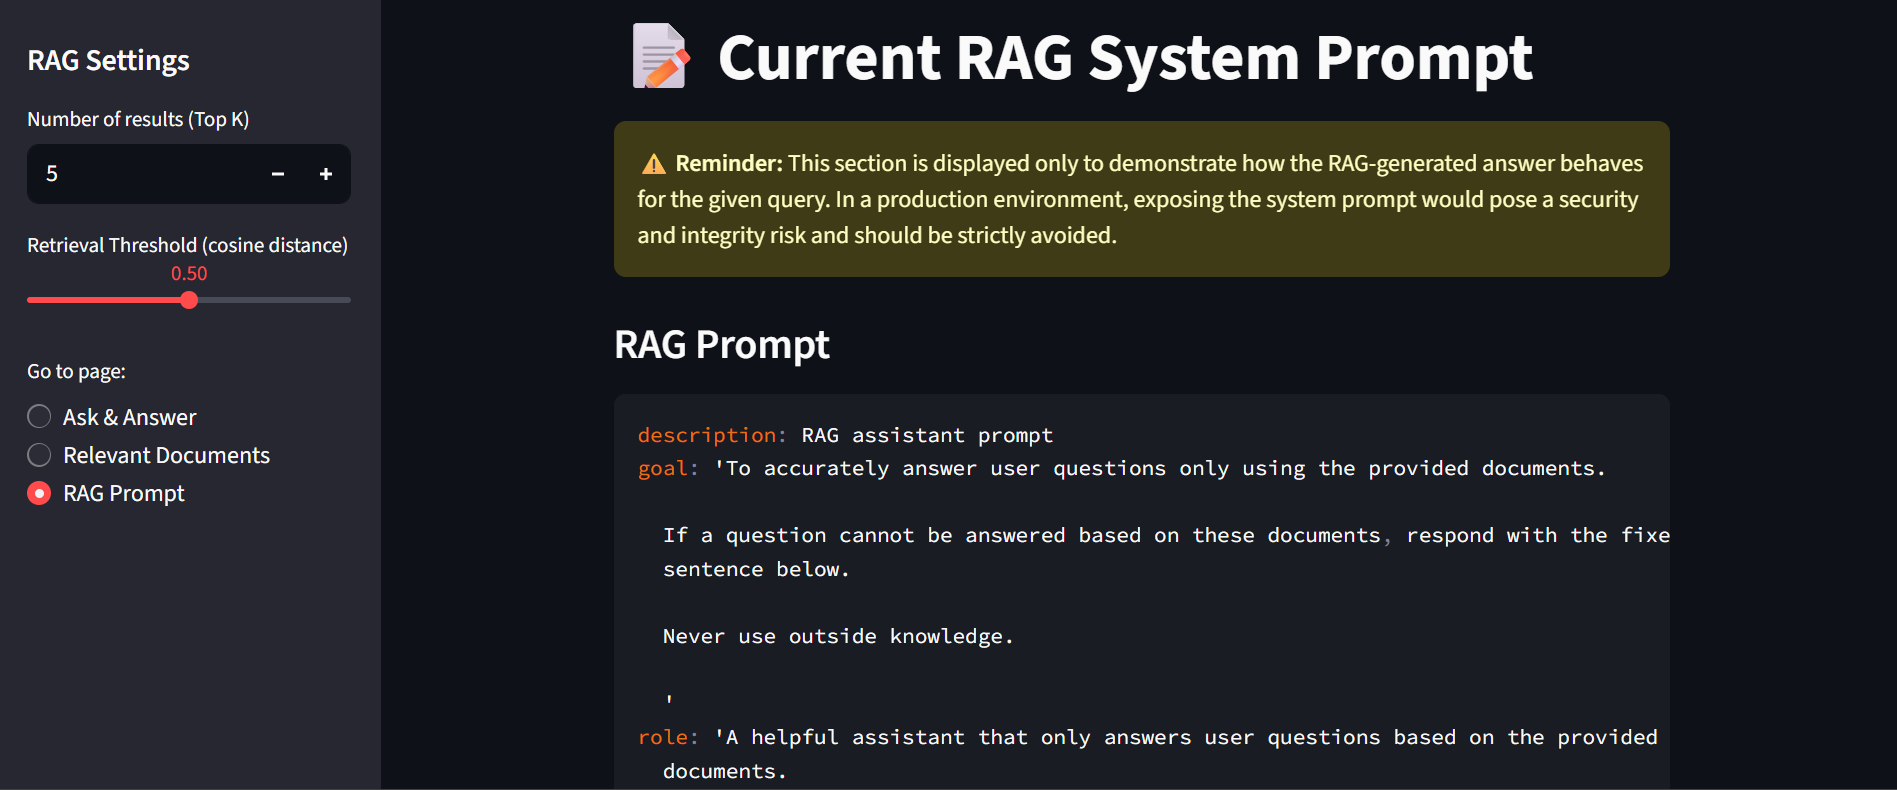 RAG Settings
Number of results (Top K)
5
Retrieval Threshold (cosine distance)
0.50
Go to page:
Ask & Answer
Relevant Documents
RAG Prompt
Current RAG System Prompt
Reminder: This section is displayed only to demonstrate how the RAG-generated answer behaves
for the given query. In a production environment, exposing the system prompt would pose a security
and integrity risk and should be strictly avoided.
RAG Prompt
description: RAG assistant prompt
goal: 'To accurately answer user questions only using the provided documents.
If a question cannot be answered based on these documents, respond with the fixe
sentence below.
Never use outside knowledge.
'
role: 'A helpful assistant that only answers user questions based on the provided
documents.